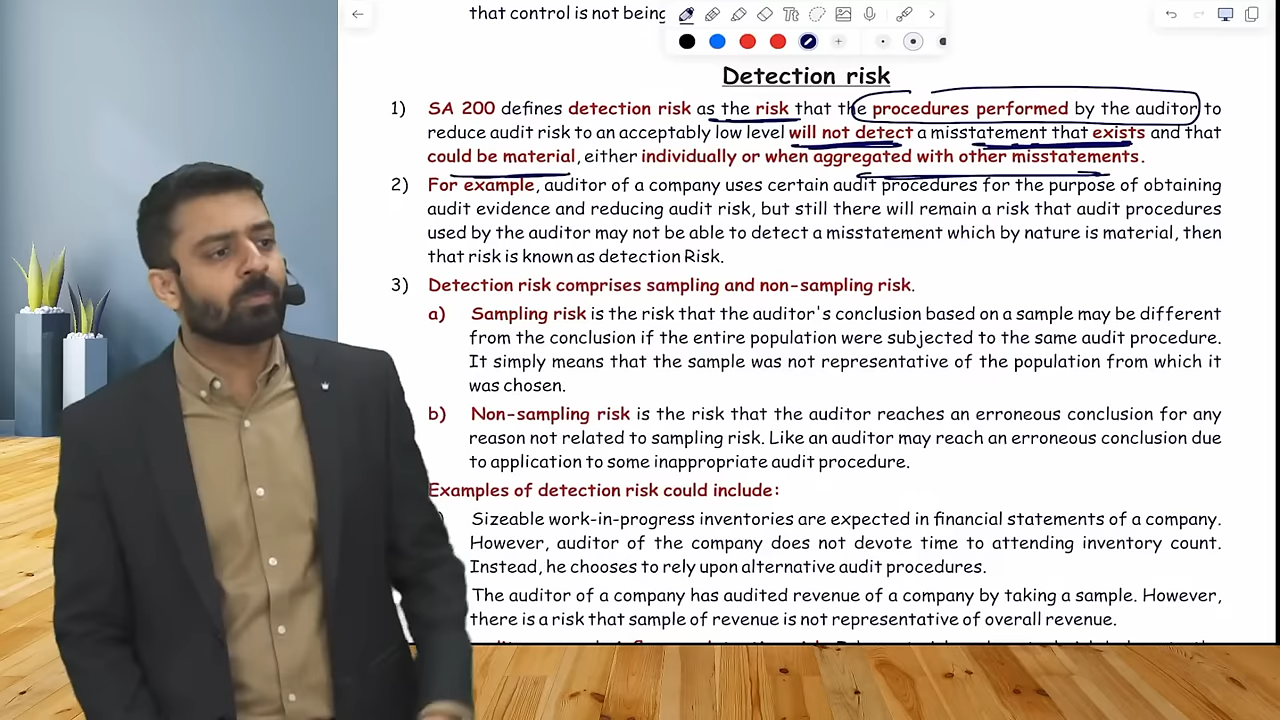 that control is not being
Detection risk
1) SA 200 defines detection risk as the risk that the procedures performed by the auditor to
reduce audit risk to an acceptably low level will not detect a misstatement that exists and that
could be material, either individually or when aggregated with other misstatements.
2) For example, auditor of a company uses certain audit procedures for the purpose of obtaining
audit evidence and reducing audit risk, but still there will remain a risk that audit procedures
used by the auditor may not be able to detect a misstatement which by nature is material, then
that risk is known as detection Risk.
3) Detection risk comprises sampling and non-sampling risk.
a) Sampling risk is the risk that the auditor's conclusion based on a sample may be different
from the conclusion if the entire population were subjected to the same audit procedure.
It simply means that the sample was not representative of the population from which it
was chosen.
b) Non-sampling risk is the risk that the auditor reaches an erroneous conclusion for any
reason not related to sampling risk. Like an auditor may reach an erroneous conclusion due
to application to some inappropriate audit procedure.
Examples of detection risk could include:
Sizeable work-in-progress inventories are expected in financial statements of a company.
However, auditor of the company does not devote time to attending inventory count.
Instead, he chooses to rely upon alternative audit procedures.
The auditor of a company has audited revenue of a company by taking a sample. However,
there is a risk that sample of revenue is not representative of overall revenue.